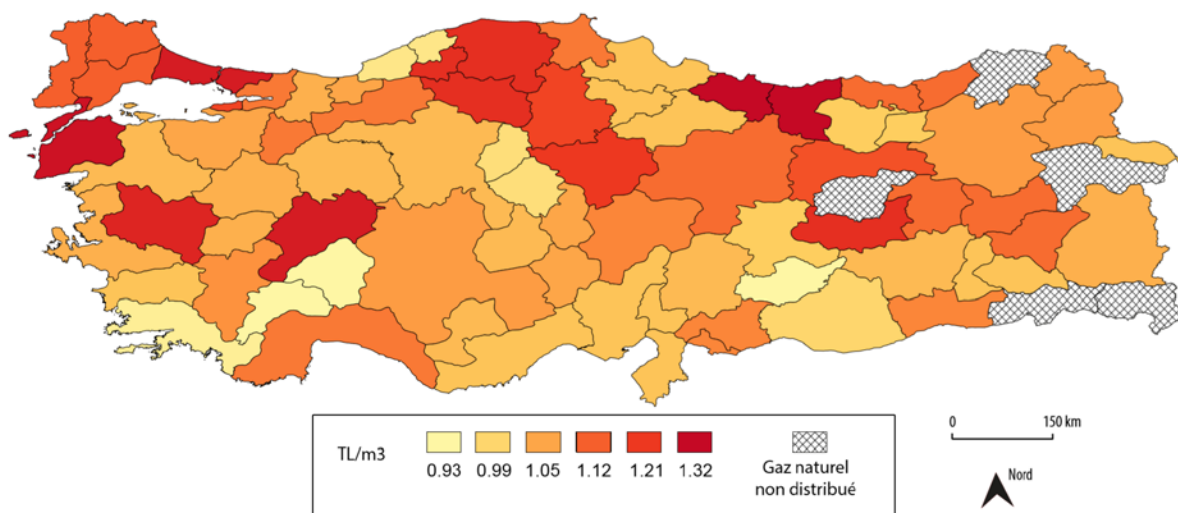 TL/m3
0.93 0.99 1.05 1.12 1.21 1.32
Gaz naturel
non distribué
0 150 km
Nord